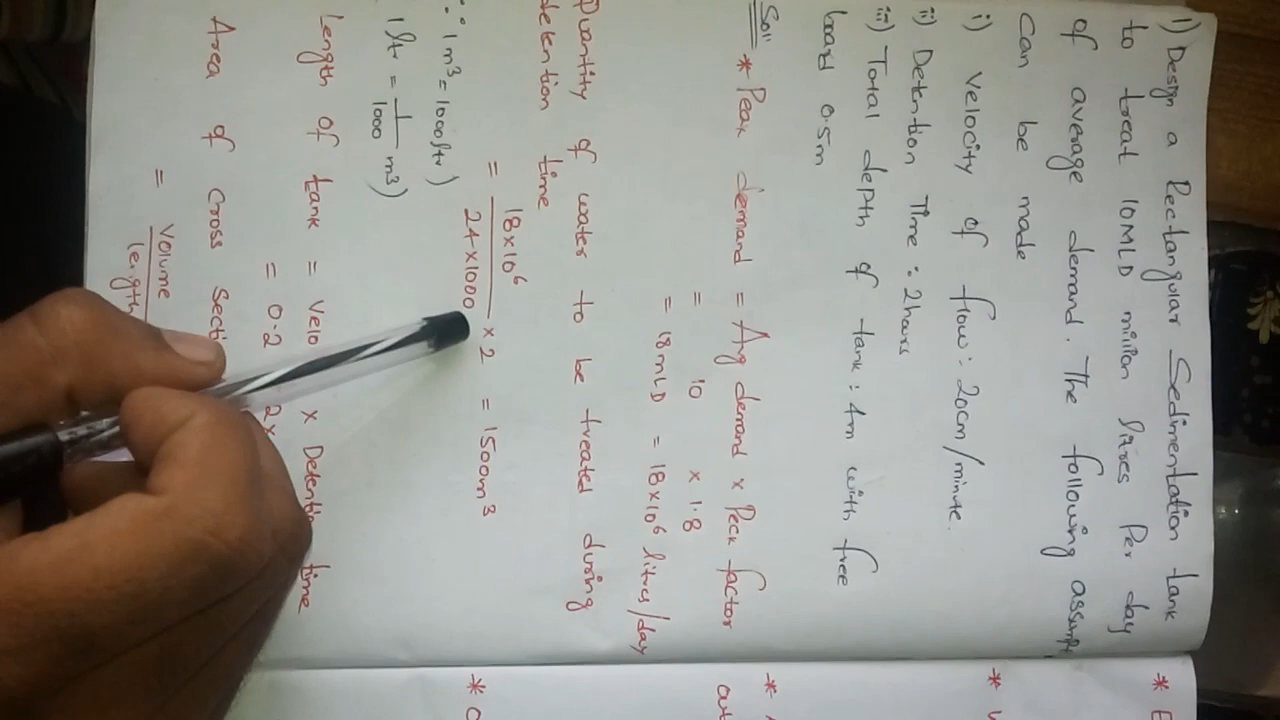 1) Design a Rectangular Sedimentation tank
to treat 10MLD million litres Per day
of average demand. The following assump
Can be made
i) Velocity of flow: 20cm/minute.
ii) Detention Time: 2hours
iii) Total depth of tank: 4m with free
board 0.5m
Sol: * Peak demand = Avg demand × Peck factor
= 10 × 1.8
= 18MLD = 18×10⁶ litres/day
Quantity of water to be treated during
detention time
= 18×10⁶ / 24×1000 × 2 = 1500m³
∵ 1m³ = 1000ltr)
1 ltr = 1/1000 m³)
Length of tank = Velo × Detention time
= 0.2 2×
Area of Cross Secti
= Volume / length